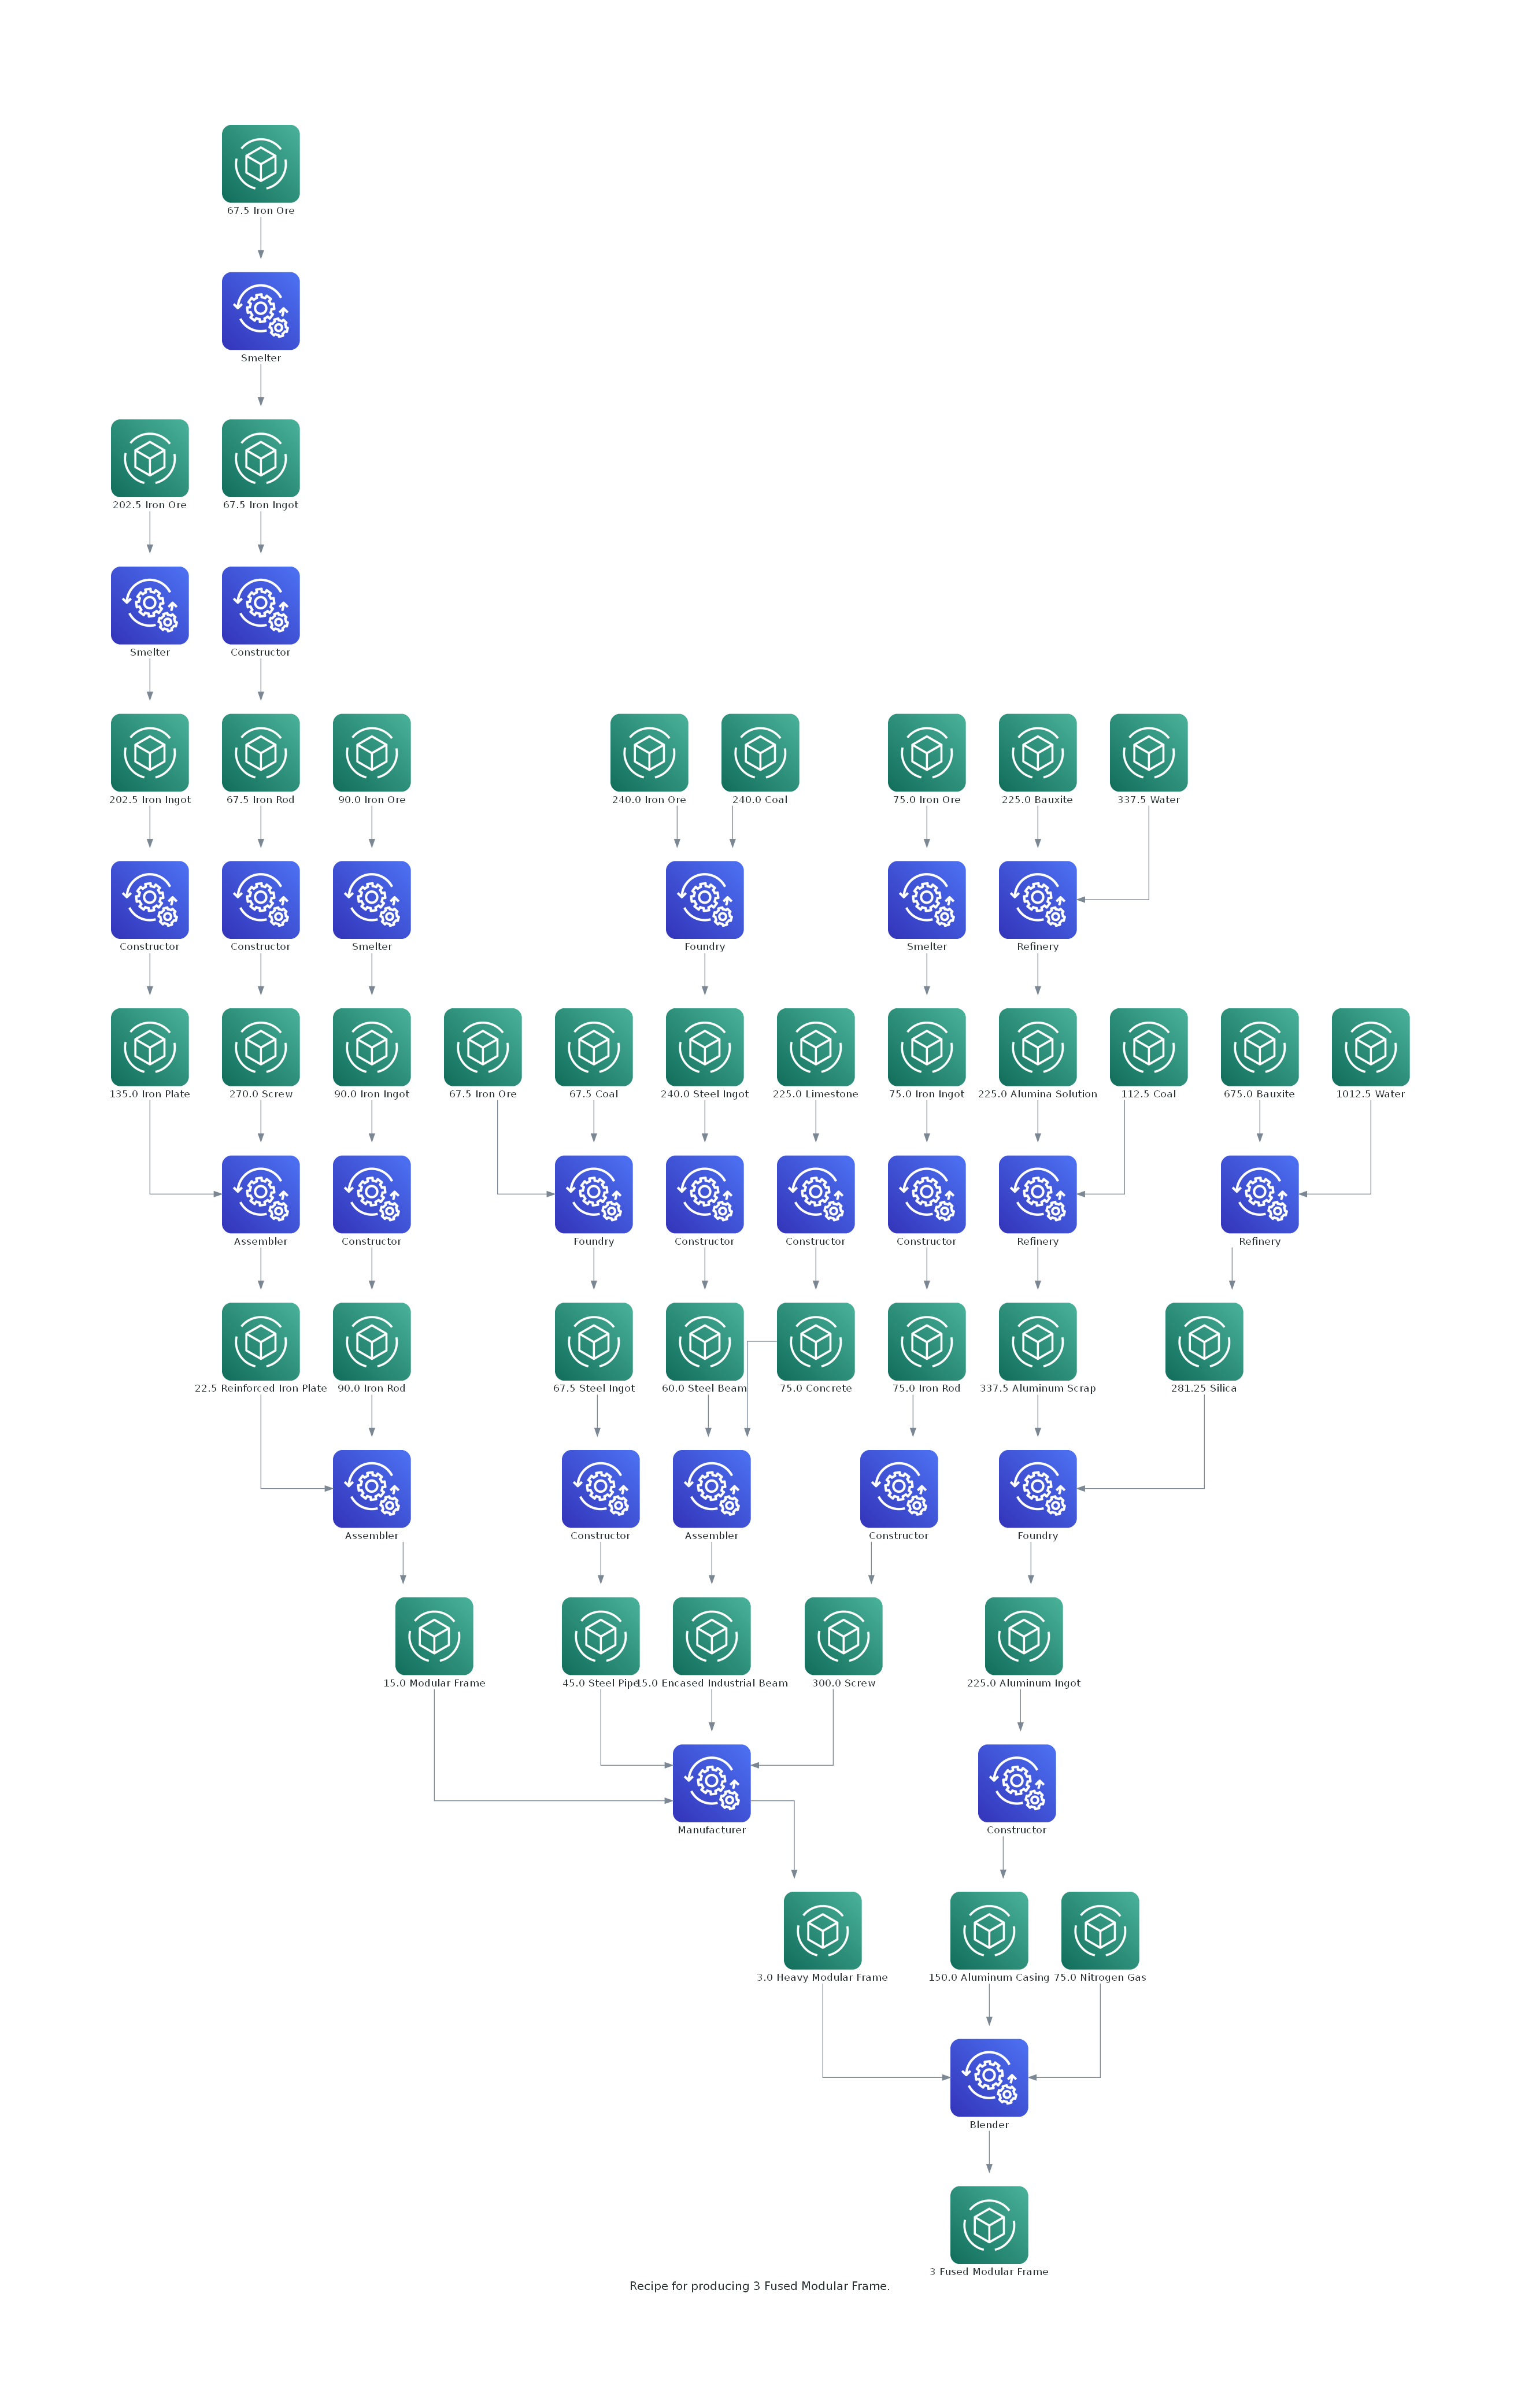 67.5 Iron Ore
Smelter
202.5 Iron Ore
67.5 Iron Ingot
Smelter
Constructor
202.5 Iron Ingot
67.5 Iron Rod
90.0 Iron Ore
240.0 Iron Ore
240.0 Coal
75.0 Iron Ore
225.0 Bauxite
337.5 Water
Constructor
Constructor
Smelter
Foundry
Smelter
Refinery
135.0 Iron Plate
270.0 Screw
90.0 Iron Ingot
67.5 Iron Ore
67.5 Coal
240.0 Steel Ingot
225.0 Limestone
75.0 Iron Ingot
225.0 Alumina Solution
112.5 Coal
675.0 Bauxite
1012.5 Water
Assembler
Constructor
Foundry
Constructor
Constructor
Constructor
Refinery
Refinery
22.5 Reinforced Iron Plate
90.0 Iron Rod
67.5 Steel Ingot
60.0 Steel Beam
75.0 Concrete
75.0 Iron Rod
337.5 Aluminum Scrap
281.25 Silica
Assembler
Constructor
Assembler
Constructor
Foundry
15.0 Modular Frame
45.0 Steel Pipe
15.0 Encased Industrial Beam
300.0 Screw
225.0 Aluminum Ingot
Manufacturer
Constructor
3.0 Heavy Modular Frame
150.0 Aluminum Casing
75.0 Nitrogen Gas
Blender
3 Fused Modular Frame
Recipe for producing 3 Fused Modular Frame.